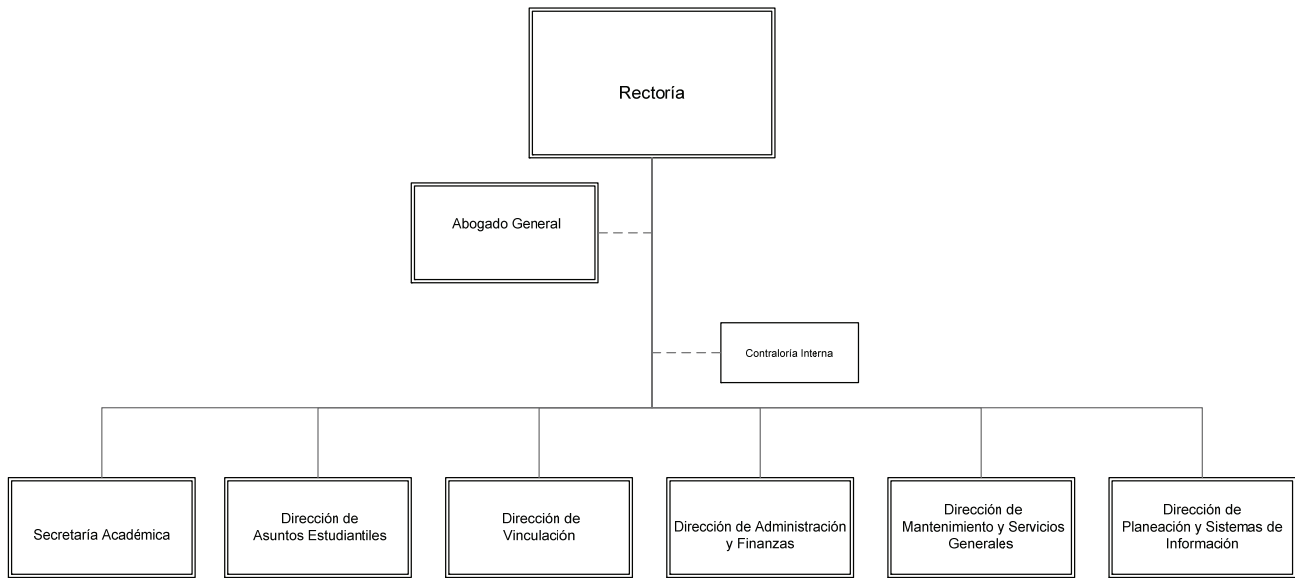 Rectoría
Abogado General
Contraloría Interna
Secretaría Académica
Dirección de
Asuntos Estudiantiles
Dirección de
Vinculación
Dirección de Administración
y Finanzas
Dirección de
Mantenimiento y Servicios
Generales
Dirección de
Planeación y Sistemas de
Información